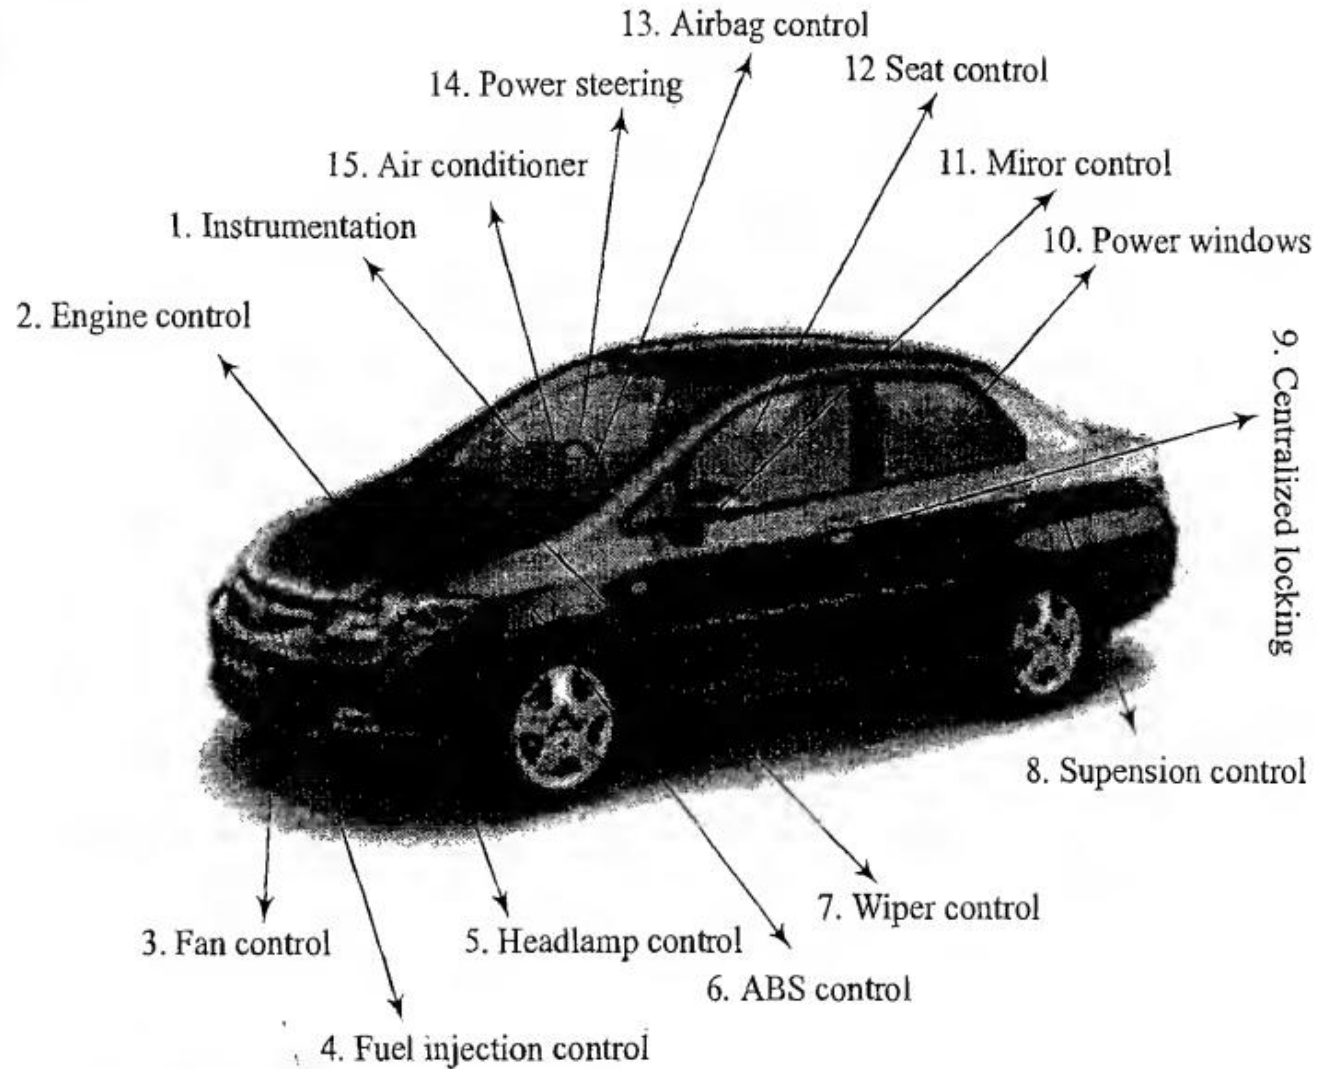 13. Airbag control
12 Seat control
14. Power steering
11. Miror control
15. Air conditioner
1. Instrumentation
10. Power windows
2. Engine control
9. Centralized locking
8. Supension control
7. Wiper control
3. Fan control
5. Headlamp control
6. ABS control
4. Fuel injection control